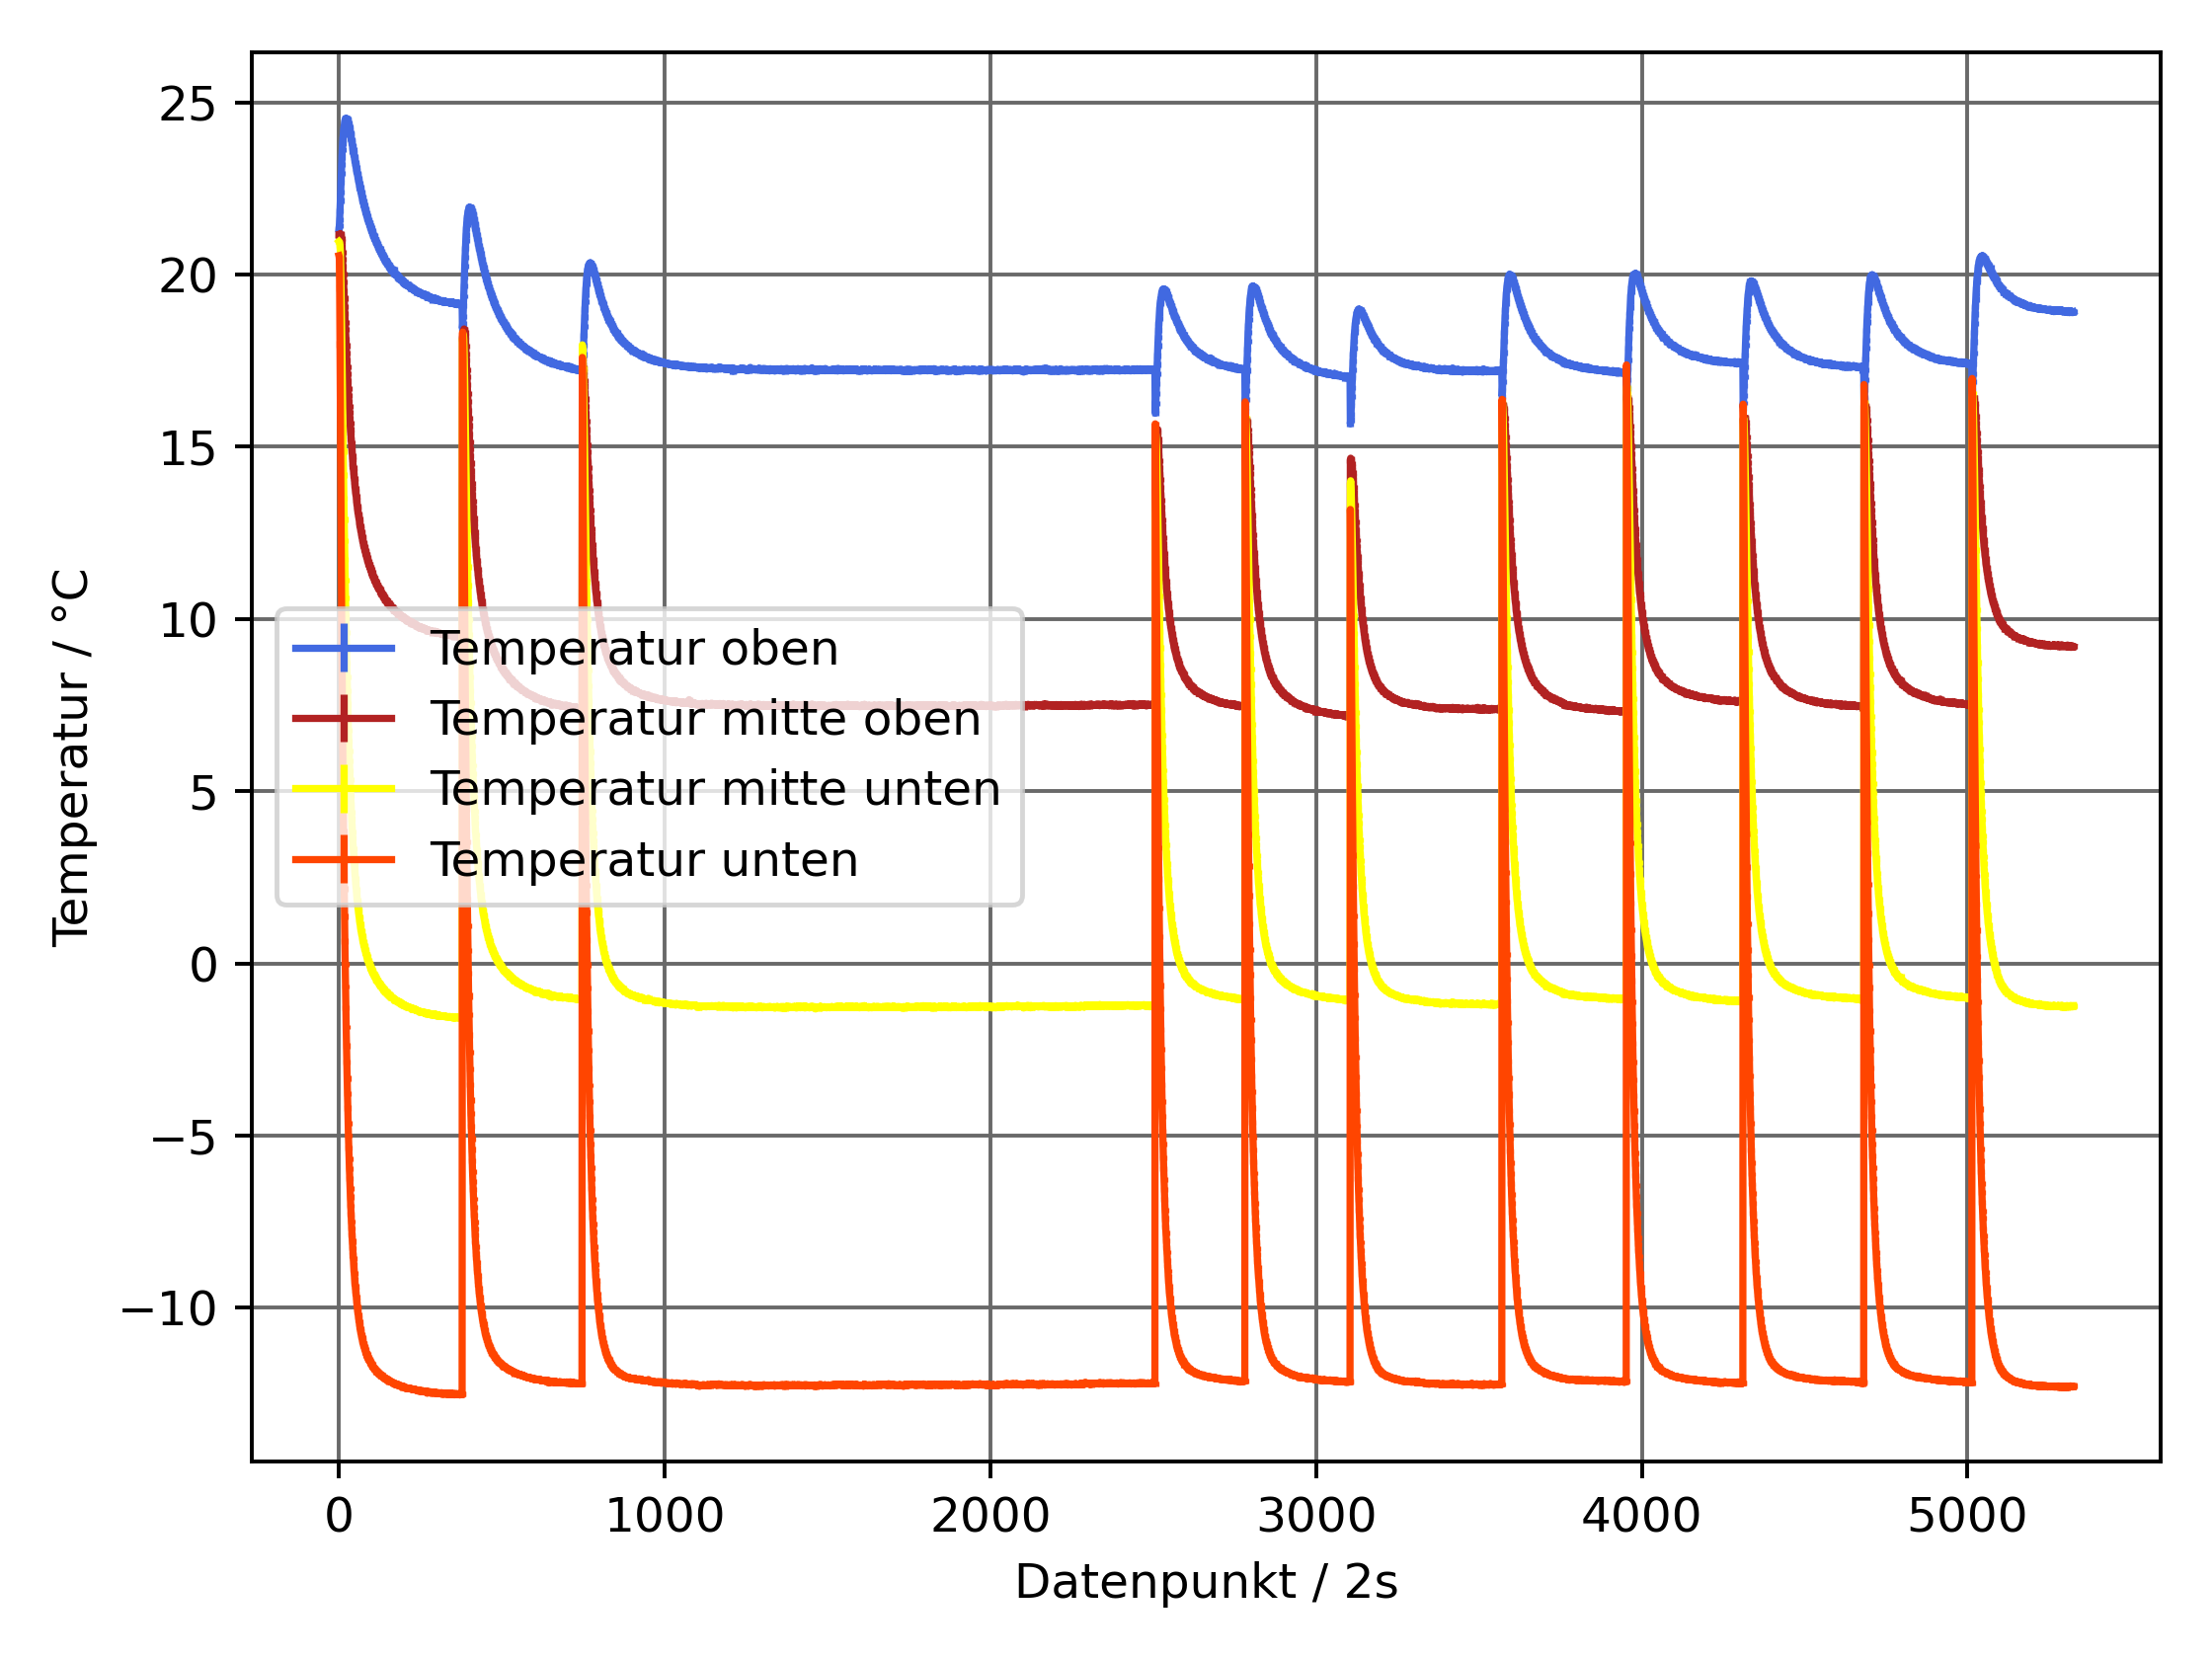 25
20
15
10
5
0
−5
−10
Temperatur / °C
Temperatur oben
Temperatur mitte oben
Temperatur mitte unten
Temperatur unten
0 1000 2000 3000 4000 5000
Datenpunkt / 2s